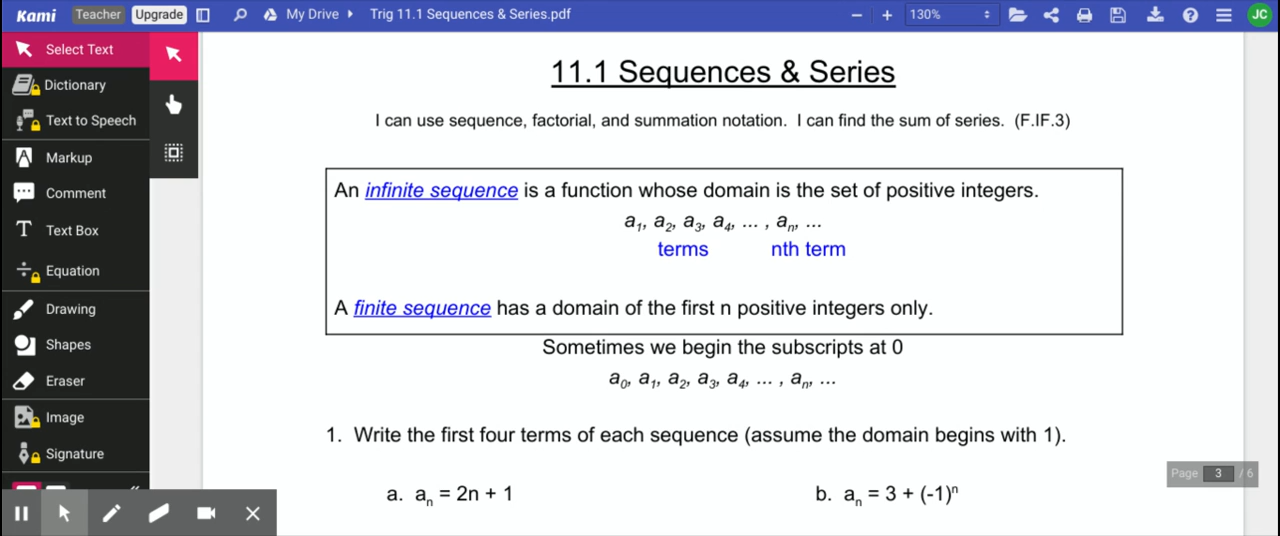 Kami Teacher Upgrade My Drive Trig 11.1 Sequences & Series.pdf 130% JC
Select Text
Dictionary
Text to Speech
Markup
Comment
Text Box
Equation
Drawing
Shapes
Eraser
Image
Signature
11.1 Sequences & Series
I can use sequence, factorial, and summation notation. I can find the sum of series. (F.IF.3)
An infinite sequence is a function whose domain is the set of positive integers.
a₁, a₂, a₃, a₄, ... , aₙ, ...
terms nth term
A finite sequence has a domain of the first n positive integers only.
Sometimes we begin the subscripts at 0
a₀, a₁, a₂, a₃, a₄, ... , aₙ, ...
1. Write the first four terms of each sequence (assume the domain begins with 1).
Page 3 / 6
a. aₙ = 2n + 1 b. aₙ = 3 + (-1)ⁿ